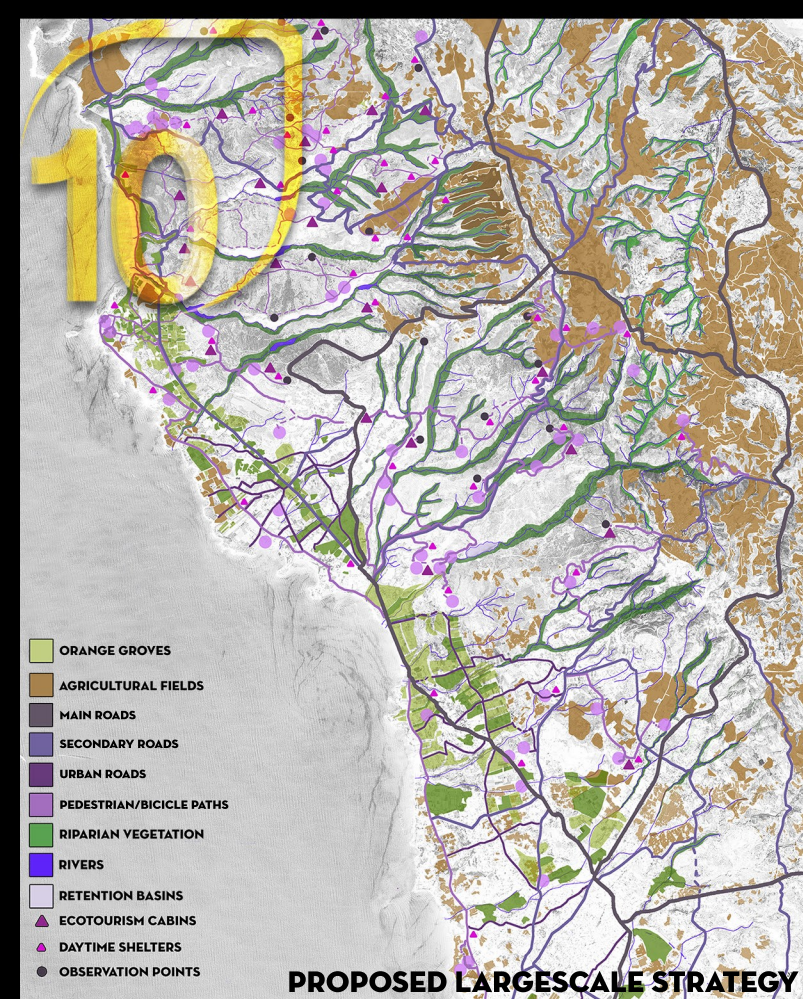 10
ORANGE GROVES
AGRICULTURAL FIELDS
MAIN ROADS
SECONDARY ROADS
URBAN ROADS
PEDESTRIAN/BICICLE PATHS
RIPARIAN VEGETATION
RIVERS
RETENTION BASINS
ECOTOURISM CABINS
DAYTIME SHELTERS
OBSERVATION POINTS
PROPOSED LARGESCALE STRATEGY